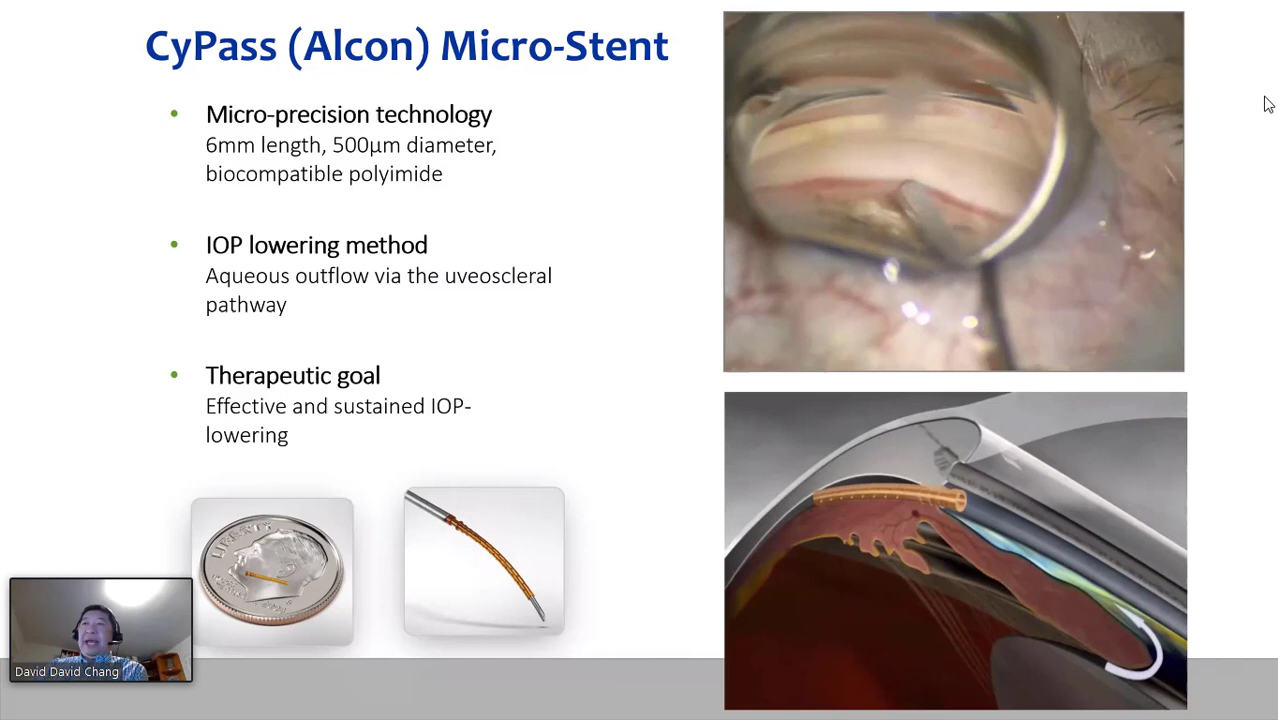 CyPass (Alcon) Micro-Stent
• Micro-precision technology
6mm length, 500µm diameter,
biocompatible polyimide
• IOP lowering method
Aqueous outflow via the uveoscleral
pathway
• Therapeutic goal
Effective and sustained IOP-
lowering
LIBERTY
David David Chang